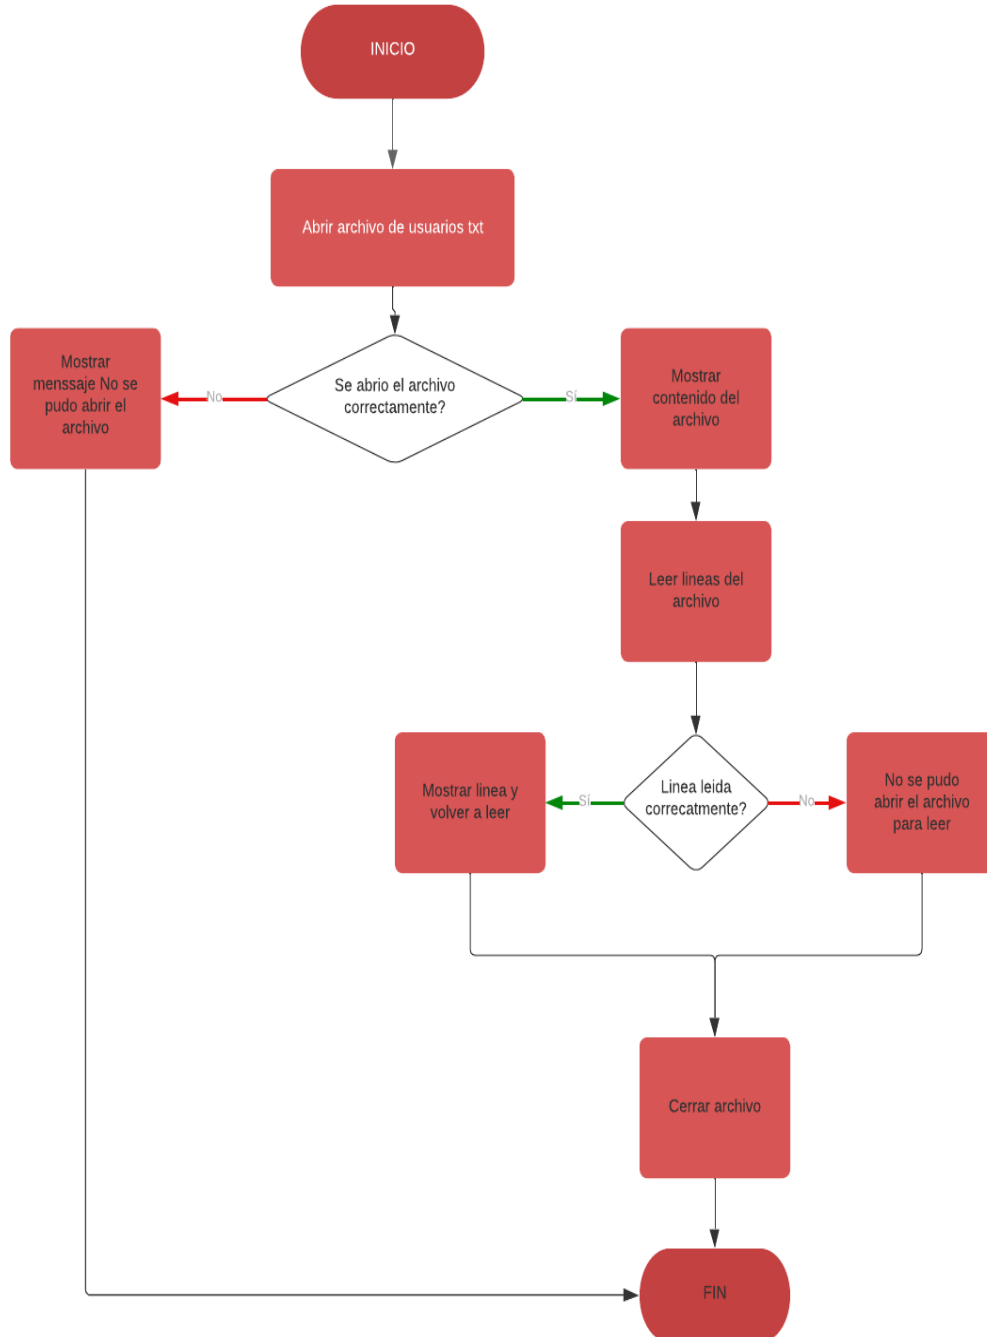 INICIO
Abrir archivo de usuarios txt
Se abrio el archivo
correctamente?
No
Sí
Mostrar
menssaje No se
pudo abrir el
archivo
Mostrar
contenido del
archivo
Leer lineas del
archivo
Linea leida
correcatmente?
Sí
No
Mostrar linea y
volver a leer
No se pudo
abrir el archivo
para leer
Cerrar archivo
FIN